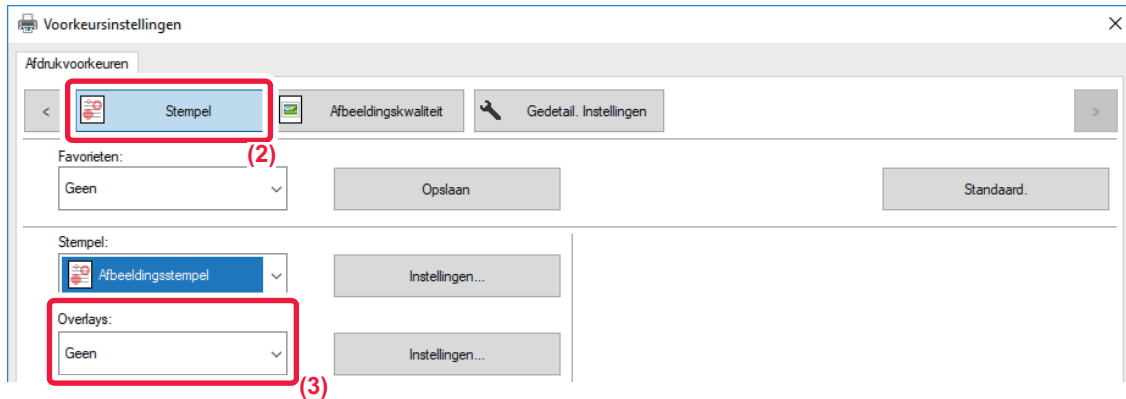 Voorkeursinstellingen
Afdrukvoorkeuren
< Stempel Afbeeldingskwaliteit Gedetail. Instellingen >
(2)
Favorieten:
Geen Opslaan Standaard.
Stempel:
Afbeeldingsstempel Instellingen...
Overlays:
Geen Instellingen...
(3)